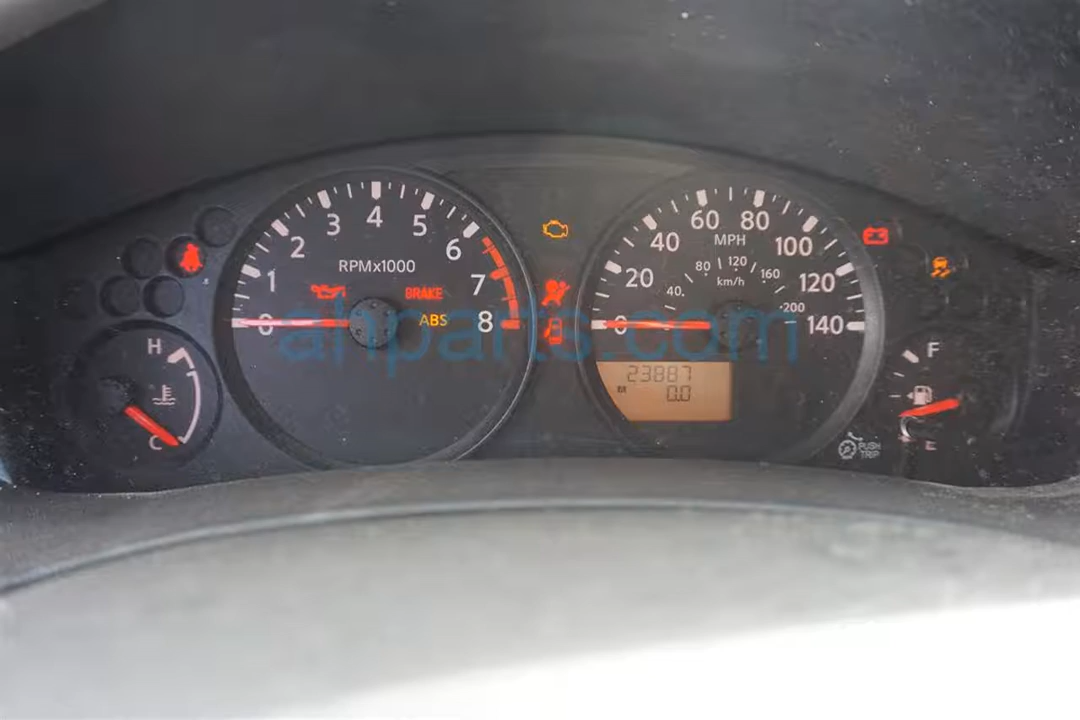 1 2 3 4 5 6 7 8
0
RPMx1000
BRAKE
ABS
H
C
20 40 60 80 100 120 140
0
MPH
40 80 120 160 200
km/h
23887
0.0
F
E
PUSH
TRIP
ahparts.com